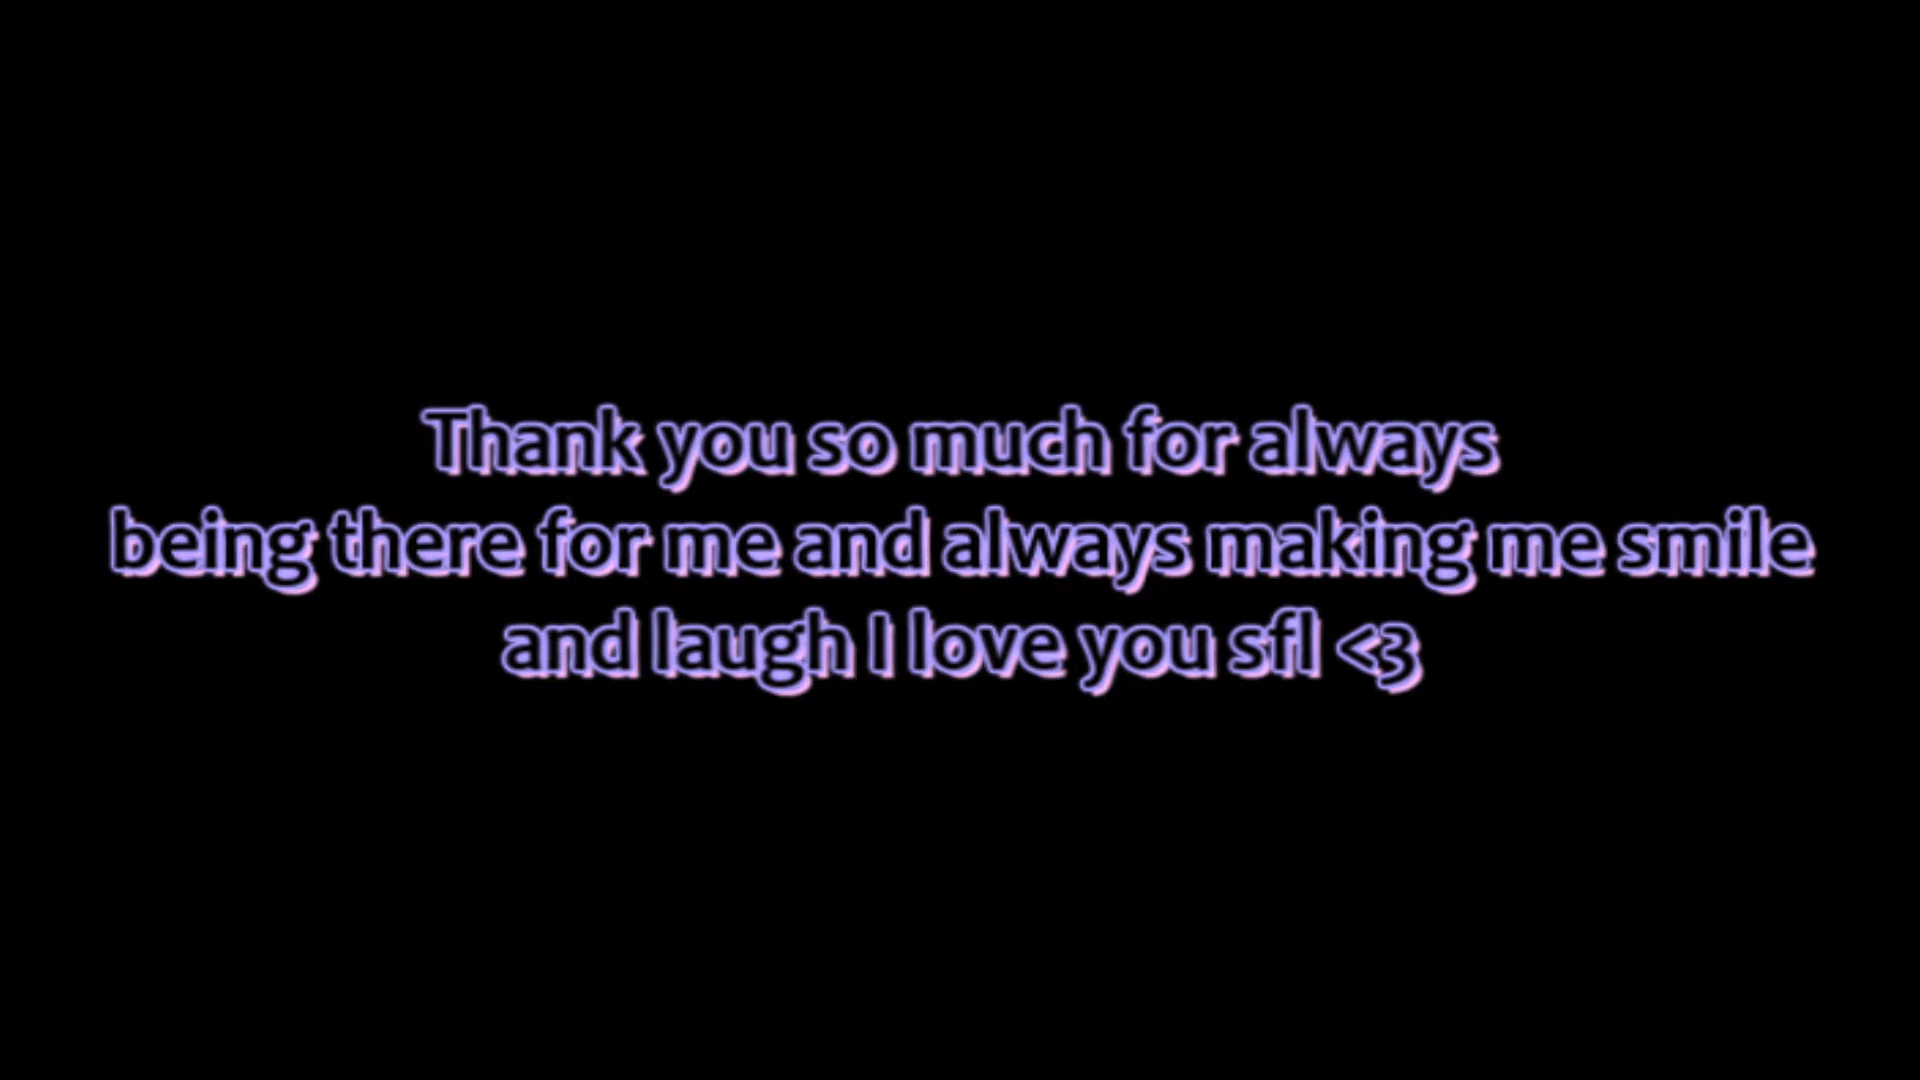 Thank you so much for always
being there for me and always making me smile
and laugh I love you sfl <3